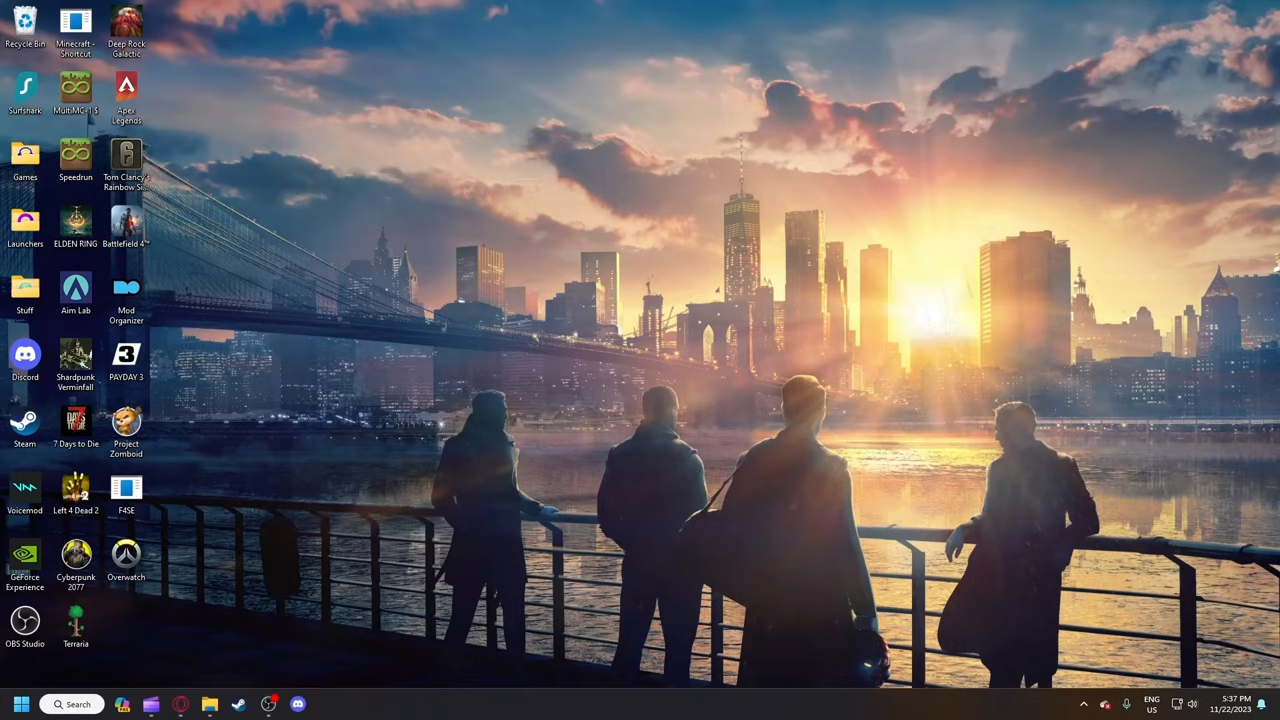 Recycle Bin
Minecraft -
Shortcut
Deep Rock
Galactic
Surfshark
MultiMC-1 $
Apex
Legends
Games
Speedrun
Tom Clancy's
Rainbow Si...
Launchers
ELDEN RING
Battlefield 4™
Stuff
Aim Lab
Mod
Organizer
Discord
Shardpunk
Verminfall
PAYDAY 3
Steam
7 Days to Die
Project
Zomboid
Voicemod
Left 4 Dead 2
F4SE
GeForce
Experience
Cyberpunk
2077
Overwatch
OBS Studio
Terraria
Search
ENG
US
5:37 PM
11/22/2023